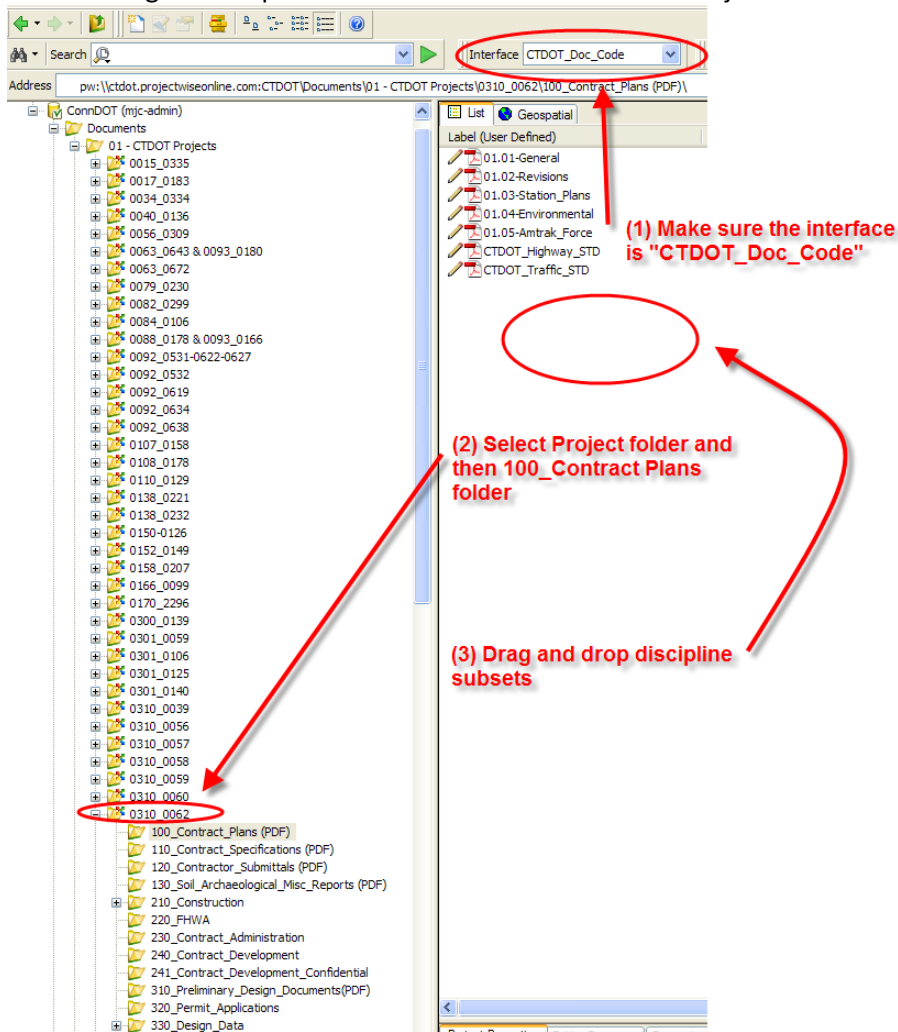 Search
Interface CTDOT_Doc_Code
Address pw:\\ctdot.projectwiseonline.com:CTDOT\Documents\01 - CTDOT Projects\0310_0062\100_Contract_Plans (PDF)\
ConnDOT (mjc-admin)
Documents
01 - CTDOT Projects
0015_0335
0017_0183
0034_0334
0040_0136
0056_0309
0063_0643 & 0093_0180
0063_0672
0079_0230
0082_0299
0084_0106
0088_0178 & 0093_0166
0092_0531-0622-0627
0092_0532
0092_0619
0092_0634
0092_0638
0107_0158
0108_0178
0110_0129
0138_0221
0138_0232
0150-0126
0152_0149
0158_0207
0166_0099
0170_2296
0300_0139
0301_0059
0301_0106
0301_0125
0301_0140
0310_0039
0310_0056
0310_0057
0310_0058
0310_0059
0310_0060
0310_0062
100_Contract_Plans (PDF)
110_Contract_Specifications (PDF)
120_Contractor_Submittals (PDF)
130_Soil_Archaeological_Misc_Reports (PDF)
210_Construction
220_FHWA
230_Contract_Administration
240_Contract_Development
241_Contract_Development_Confidential
310_Preliminary_Design_Documents(PDF)
320_Permit_Applications
330_Design_Data
List Geospatial
Label (User Defined)
01.01-General
01.02-Revisions
01.03-Station_Plans
01.04-Environmental
01.05-Amtrak_Force
CTDOT_Highway_STD
CTDOT_Traffic_STD
(1) Make sure the interface
is "CTDOT_Doc_Code"
(2) Select Project folder and
then 100_Contract Plans
folder
(3) Drag and drop discipline
subsets